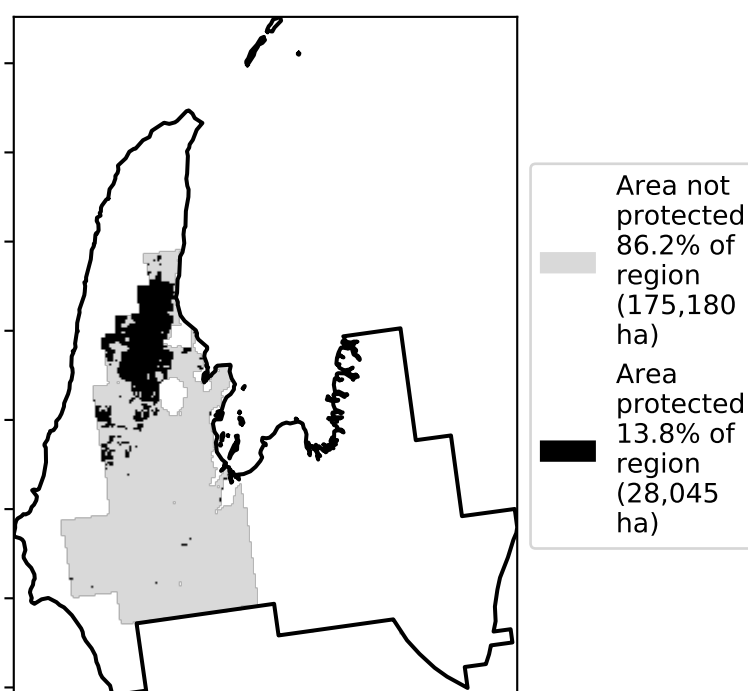 Area not
protected
86.2% of
region
(175,180
ha)
Area
protected
13.8% of
region
(28,045
ha)